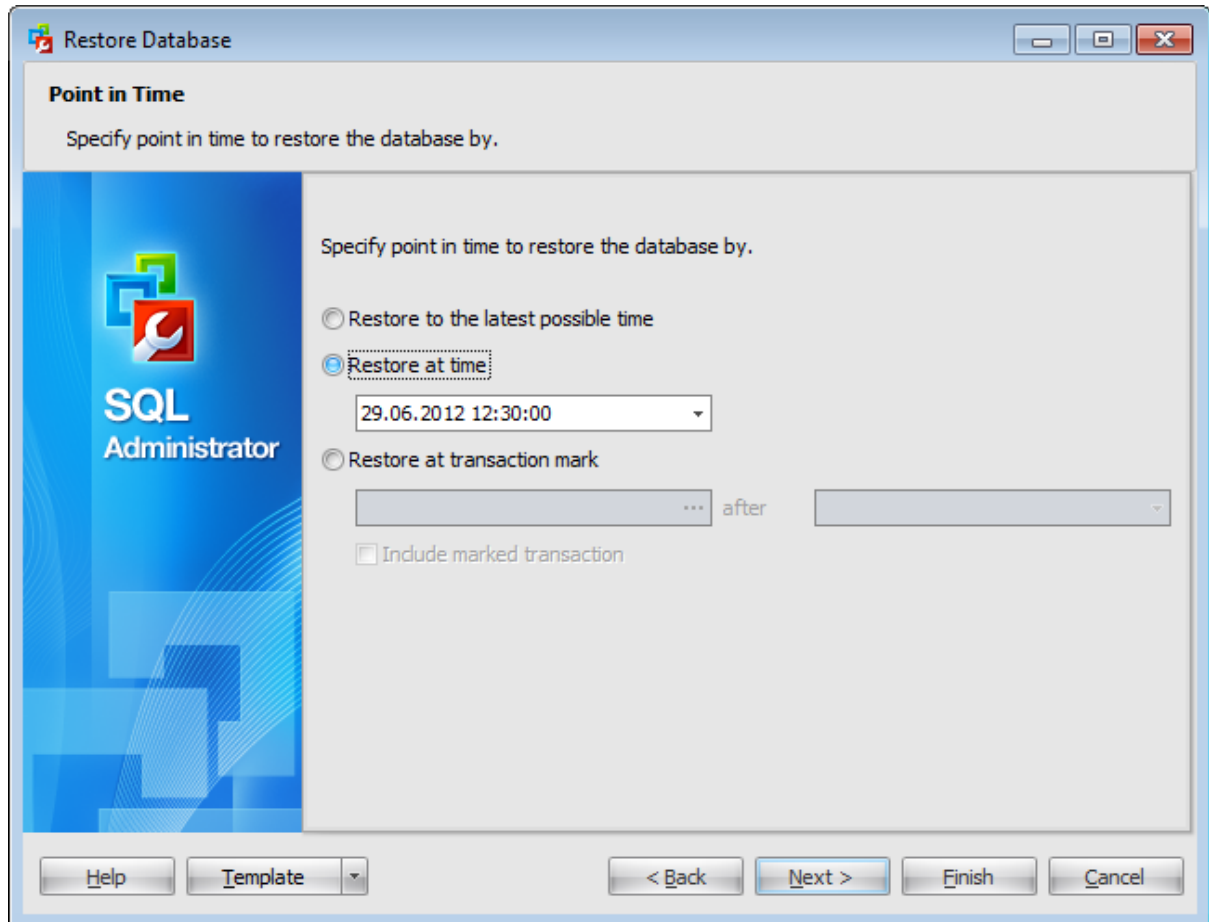 Restore Database
Point in Time
Specify point in time to restore the database by.
SQL
Administrator
Specify point in time to restore the database by.
Restore to the latest possible time
Restore at time
29.06.2012 12:30:00
Restore at transaction mark
... after
Include marked transaction
Help Template < Back Next > Finish Cancel